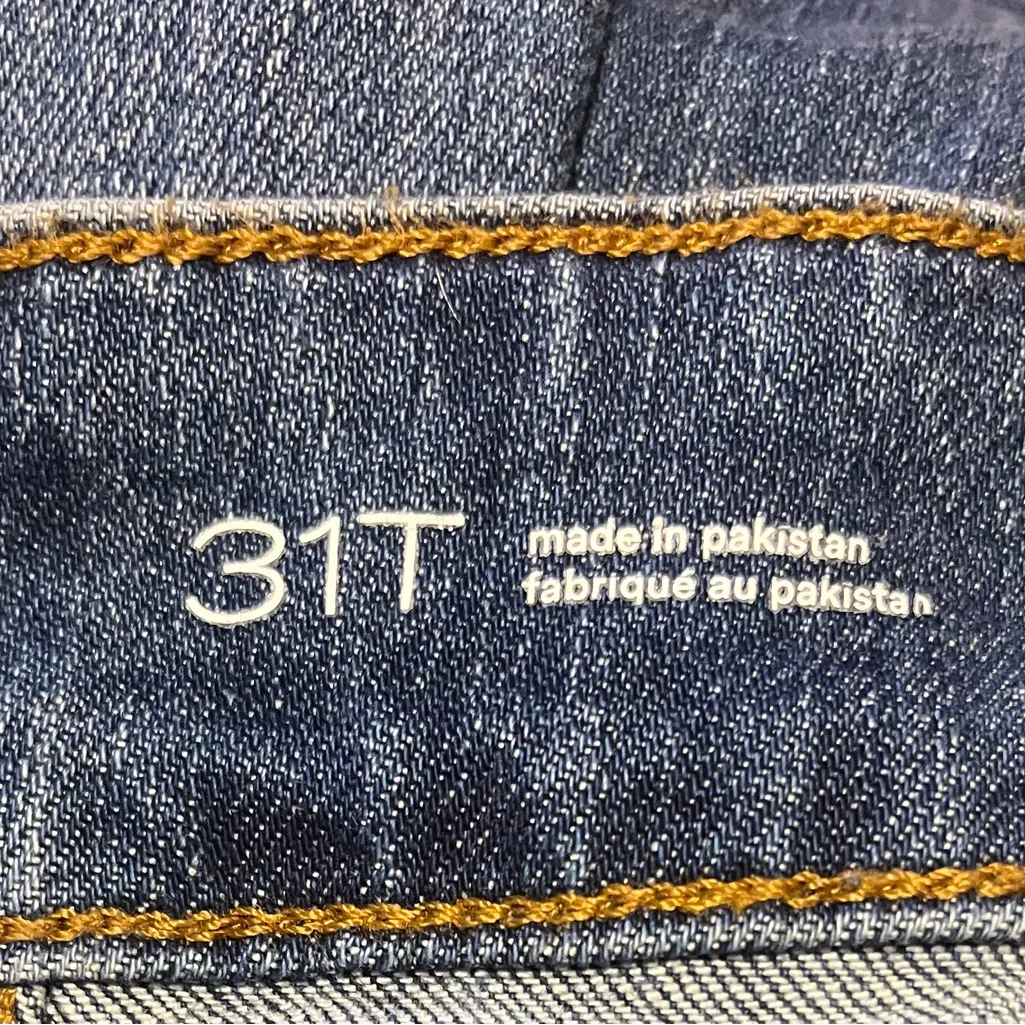 31T
made in pakistan
fabriqué au pakistan